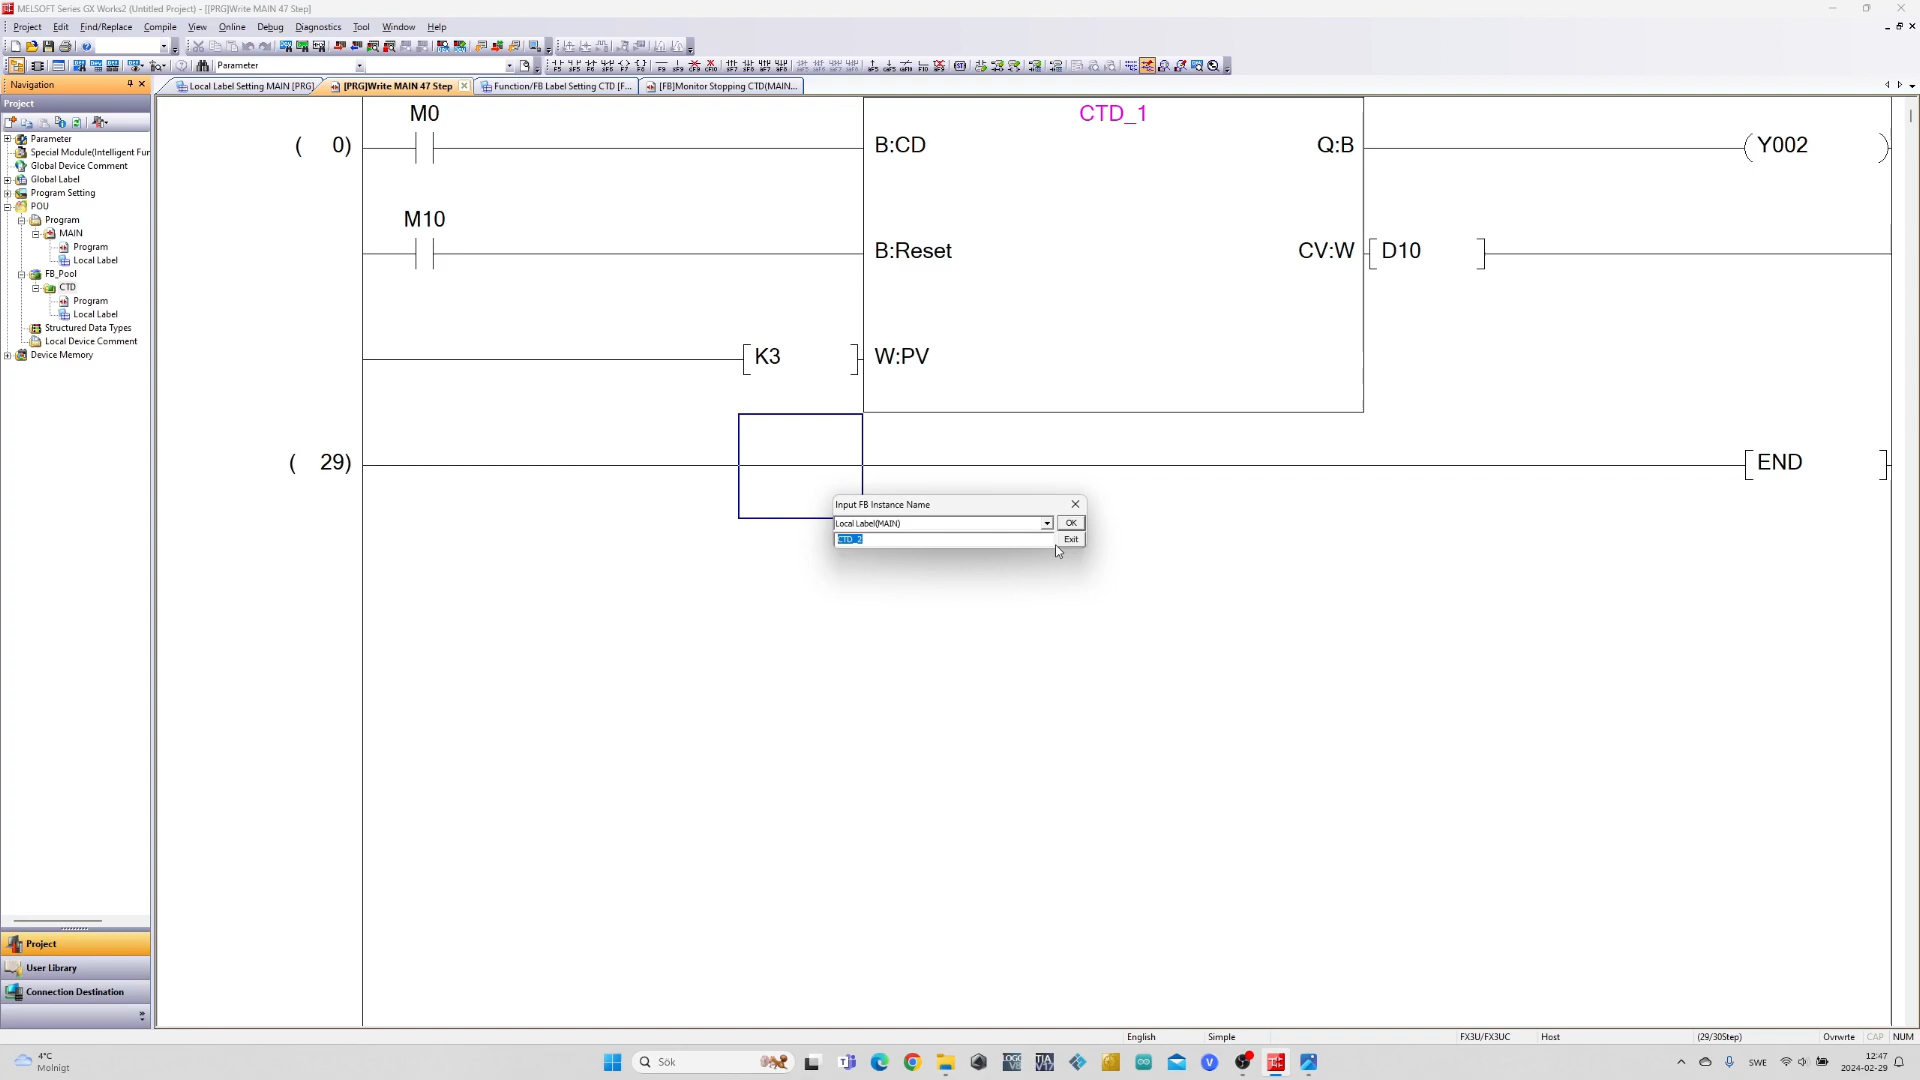 MELSOFT Series GX Works2 (Untitled Project) - [[PRG]Write MAIN 47 Step]
Project Edit Find/Replace Compile View Online Debug Diagnostics Tool Window Help
Parameter
Navigation
Local Label Setting MAIN [PRG]
[PRG]Write MAIN 47 Step
Function/FB Label Setting CTD [F...
[FB]Monitor Stopping CTD(MAIN...
Project
Parameter
Special Module(Intelligent Fur
Global Device Comment
Global Label
Program Setting
POU
Program
MAIN
Program
Local Label
FB_Pool
CTD
Program
Local Label
Structured Data Types
Local Device Comment
Device Memory
Project
User Library
Connection Destination
M0
CTD_1
( 0)
B:CD
Q:B
( Y002 )
M10
B:Reset
CV:W
[ D10 ]
[ K3 ]
W:PV
( 29)
[ END ]
Input FB Instance Name
Local Label(MAIN)
OK
CTD_2
Exit
English
Simple
FX3U/FX3UC
Host
(29/30Step)
Ovrwrte
CAP
NUM
4°C
Molnigt
Sök
SWE
12:47
2024-02-29